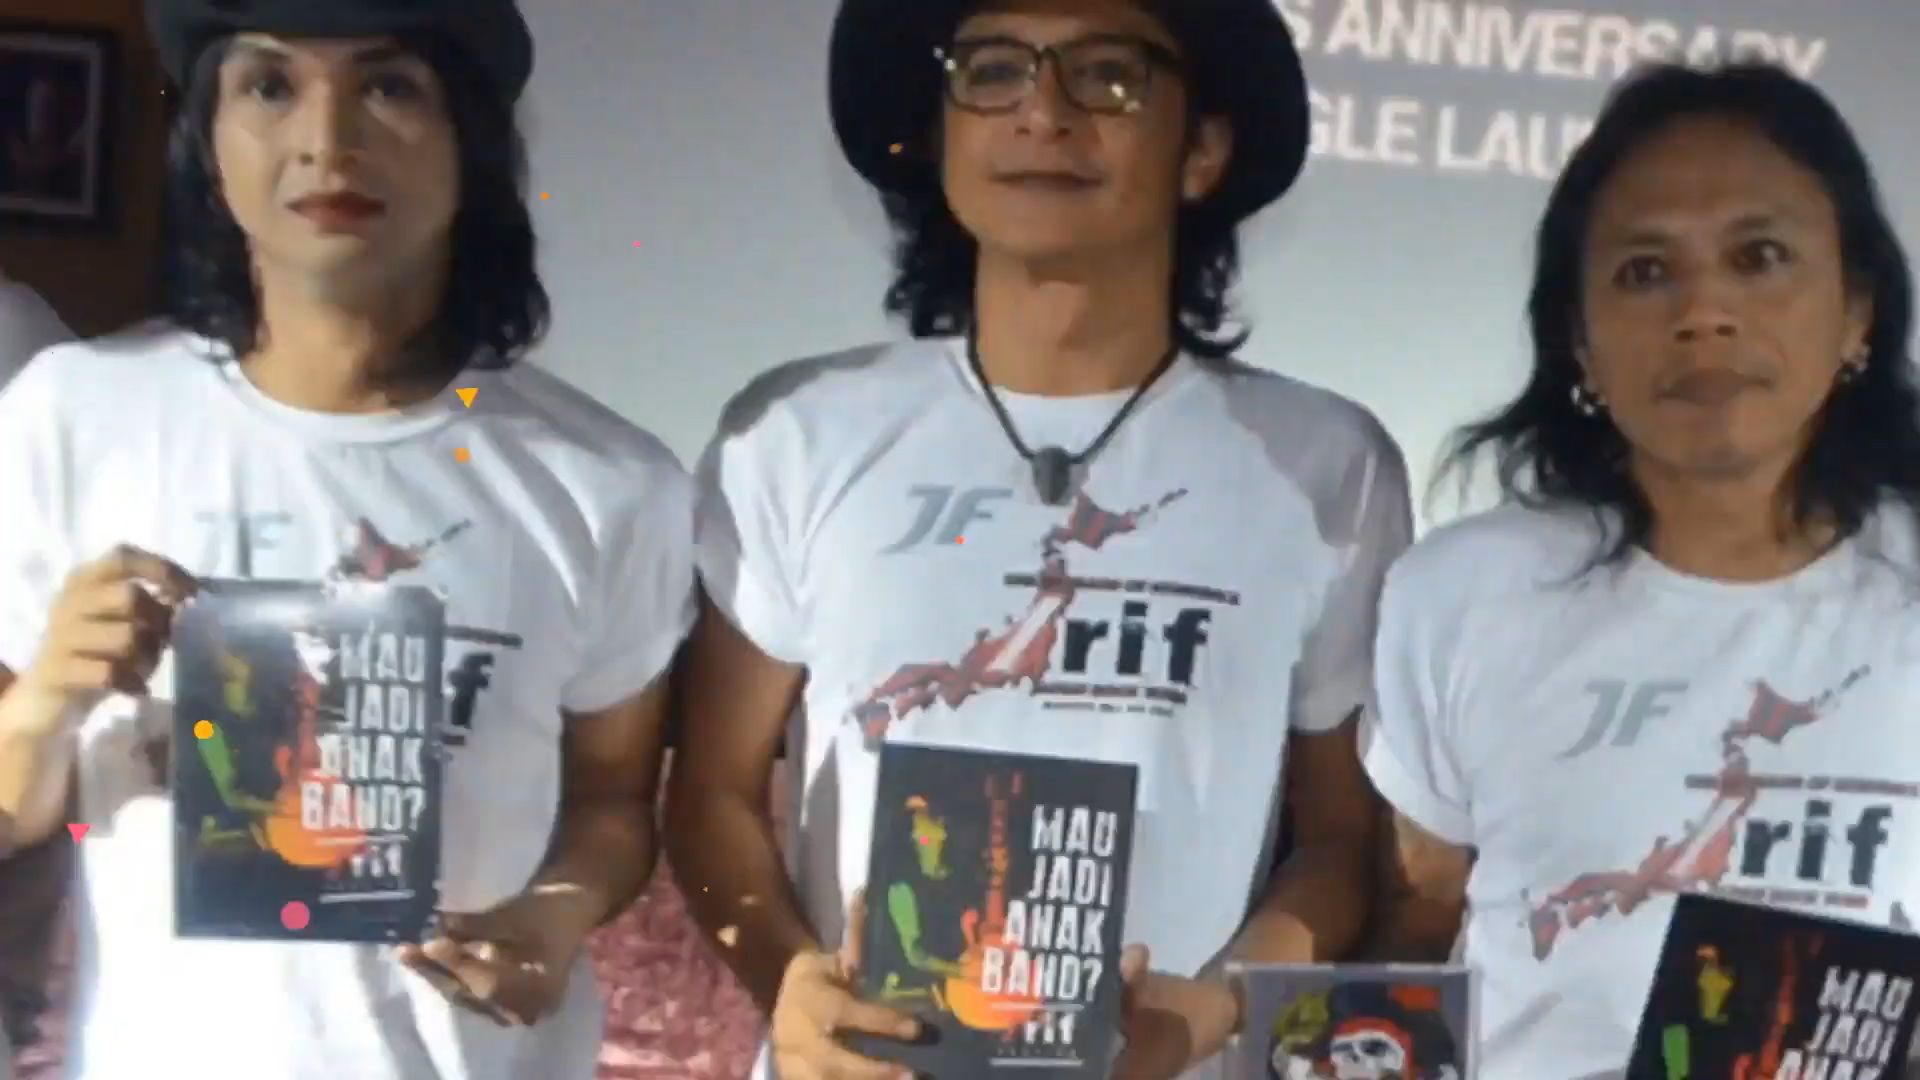 S ANNIVERSARY
GLE LAU
JF
JF
rif
JF
rif
f
MAU
JADI
ANAK
BAND?
rif
MAU
JADI
ANAK
BAND?
rif
MAU
JADI
ANAK